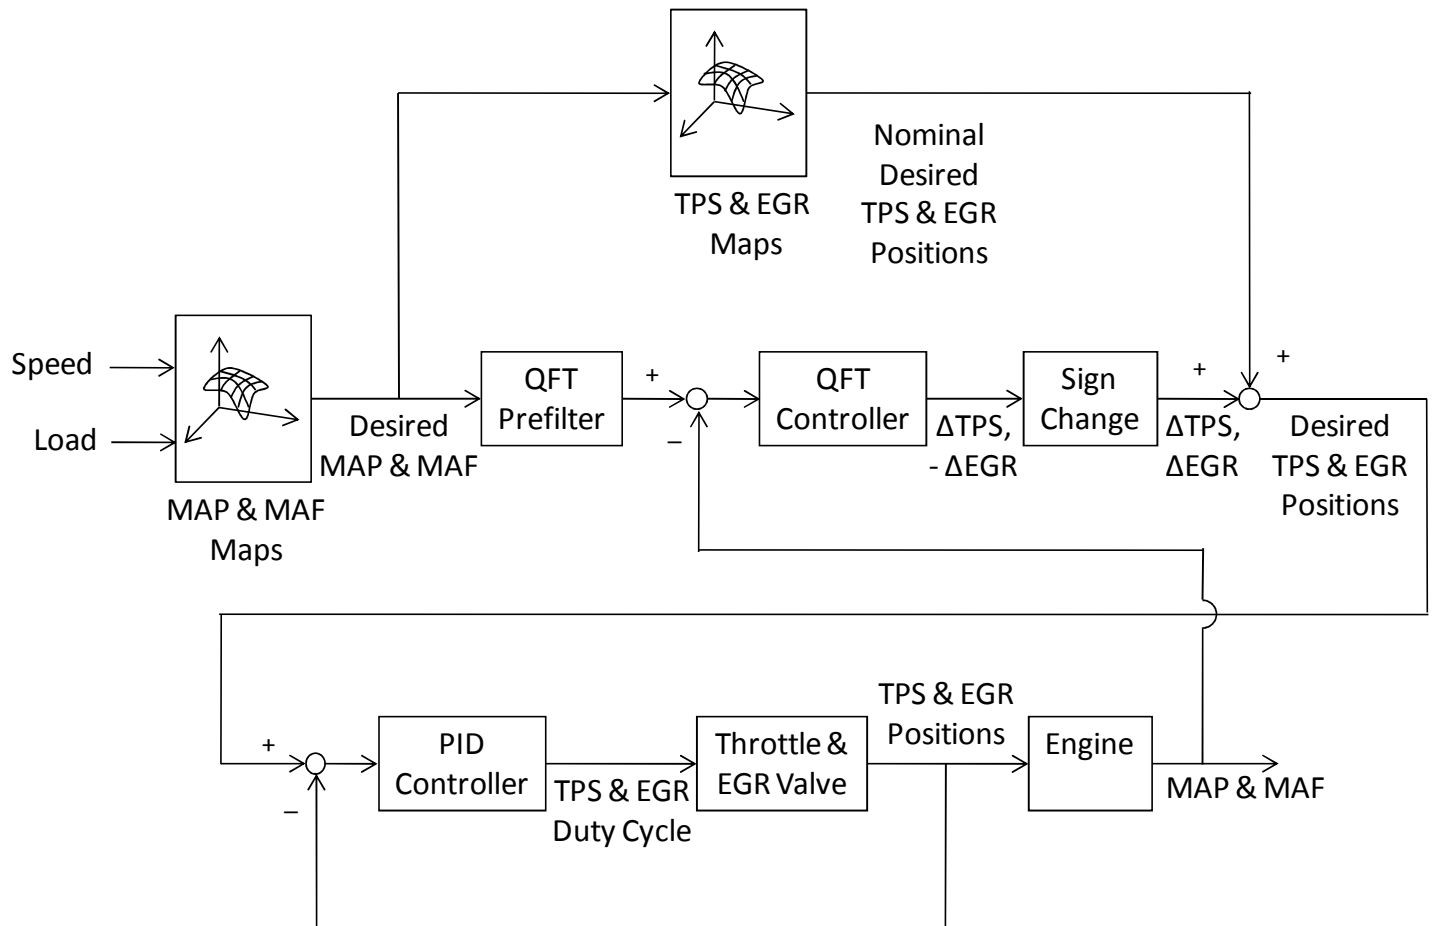 Nominal
Desired
TPS & EGR
Positions
TPS & EGR
Maps
Speed
Load
MAP & MAF
Maps
Desired
MAP & MAF
QFT
Prefilter
+
–
QFT
Controller
ΔTPS,
- ΔEGR
Sign
Change
+
ΔTPS,
ΔEGR
+
Desired
TPS & EGR
Positions
+
–
PID
Controller
TPS & EGR
Duty Cycle
Throttle &
EGR Valve
TPS & EGR
Positions
Engine
MAP & MAF